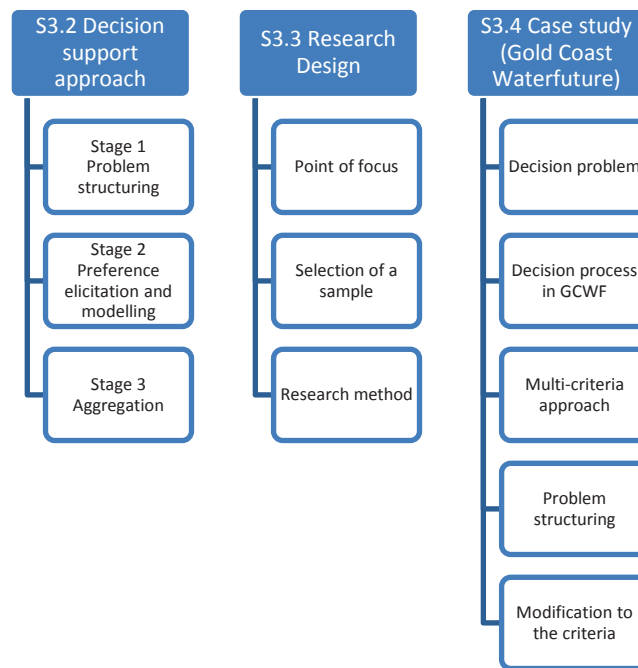 S3.2 Decision
support
approach
Stage 1
Problem
structuring
Stage 2
Preference
elicitation and
modelling
Stage 3
Aggregation
S3.3 Research
Design
Point of focus
Selection of a
sample
Research method
S3.4 Case study
(Gold Coast
Waterfuture)
Decision problem
Decision process
in GCWF
Multi-criteria
approach
Problem
structuring
Modification to
the criteria